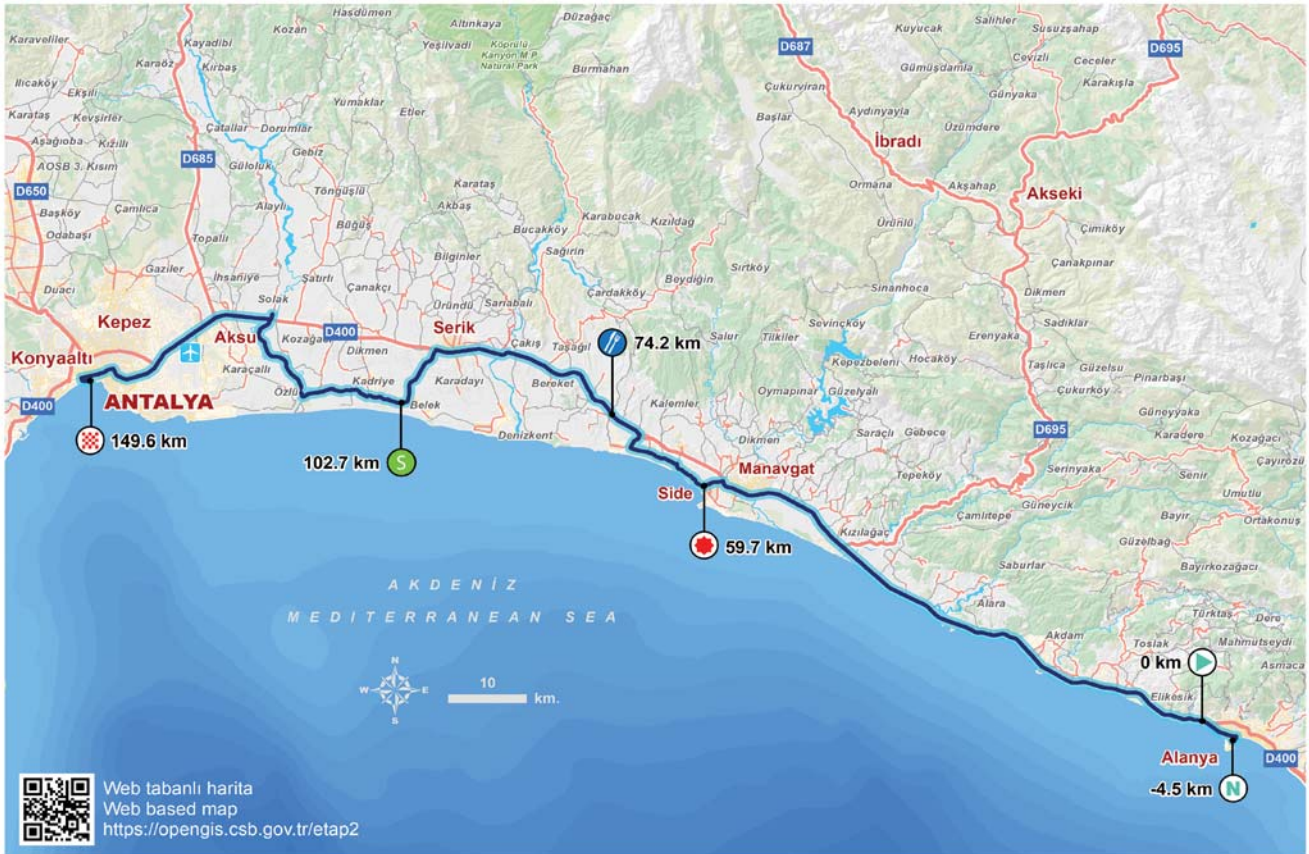 Hasdümen
Kozan
Altınkaya
Düzağaç
Karaveliler
Kayadibi
Karaöz
Kırbaş
Yeşilvadi
Köprülü
Kanyon M.P
Natural Park
Burmahan
D687
Kuyucak
Salihler
Susuzşahap
Cevizli
D695
Gümüşdamla
Ceceler
Karakışla
Günyaka
Ilıcaköy
Ekşili
Karataş
Kevşirler
Yumaklar
Etler
Çukurviran
Başlar
Aydınyayla
Üzümdere
Çatallar
Dorumlar
Aşağıoba
Kızıllı
AOSB 3. Kısım
D685
Güloluk
Gebiz
İbradı
D650
Töngüşlü
Karataş
Akbaş
Ormana
Akşahap
Akseki
Başköy
Çamlıca
Odabaşı
Alaylı
Büğüş
Karabucak
Kızıldağ
Bucakköy
Ürünlü
Çimiköy
Topallı
Bilginler
Sağırin
Çanakpınar
Gaziler
İhsaniye
Satırlı
Beydiğin
Sırtköy
Duacı
Çanakçı
Çardakköy
Sinanhoca
Dikmen
Solak
Üründü
Sarıabalı
Kepez
Aksu
Kozağaç
D400
Serik
Çakış
Taşağıl
74.2 km
Salur
Tilkiler
Sevinçköy
Sadıklar
Erenyaka
Konyaaltı
Dikmen
Kepezbeleni
Hocaköy
Taşlıca
Güzelsu
Pınarbaşı
Karaçallı
Özlü
Kadriye
Karadayı
Bereket
Oymapınar
Güzelyalı
Çukurköy
D400
ANTALYA
Belek
Kalemler
Güneyyaka
149.6 km
Denizkent
Dikmen
Saraçlı
Gebece
D695
Karadere
Kozağacı
102.7 km
S
Manavgat
Tepeköy
Serinyaka
Senir
Çayırözü
Side
Güneycik
Umutlu
Çamlıtepe
Bayır
Ortakonuş
59.7 km
Kızılağaç
Güzelbağ
Saburlar
Bayırkozağacı
AKDENİZ
MEDITERRANEAN SEA
Alara
Türktaş
Dere
Akdam
Toslak
Mahmutseydi
0 km
Asmaca
N
W
E
S
10
km.
Elikesik
Alanya
D400
-4.5 km
N
Web tabanlı harita
Web based map
https://opengis.csb.gov.tr/etap2